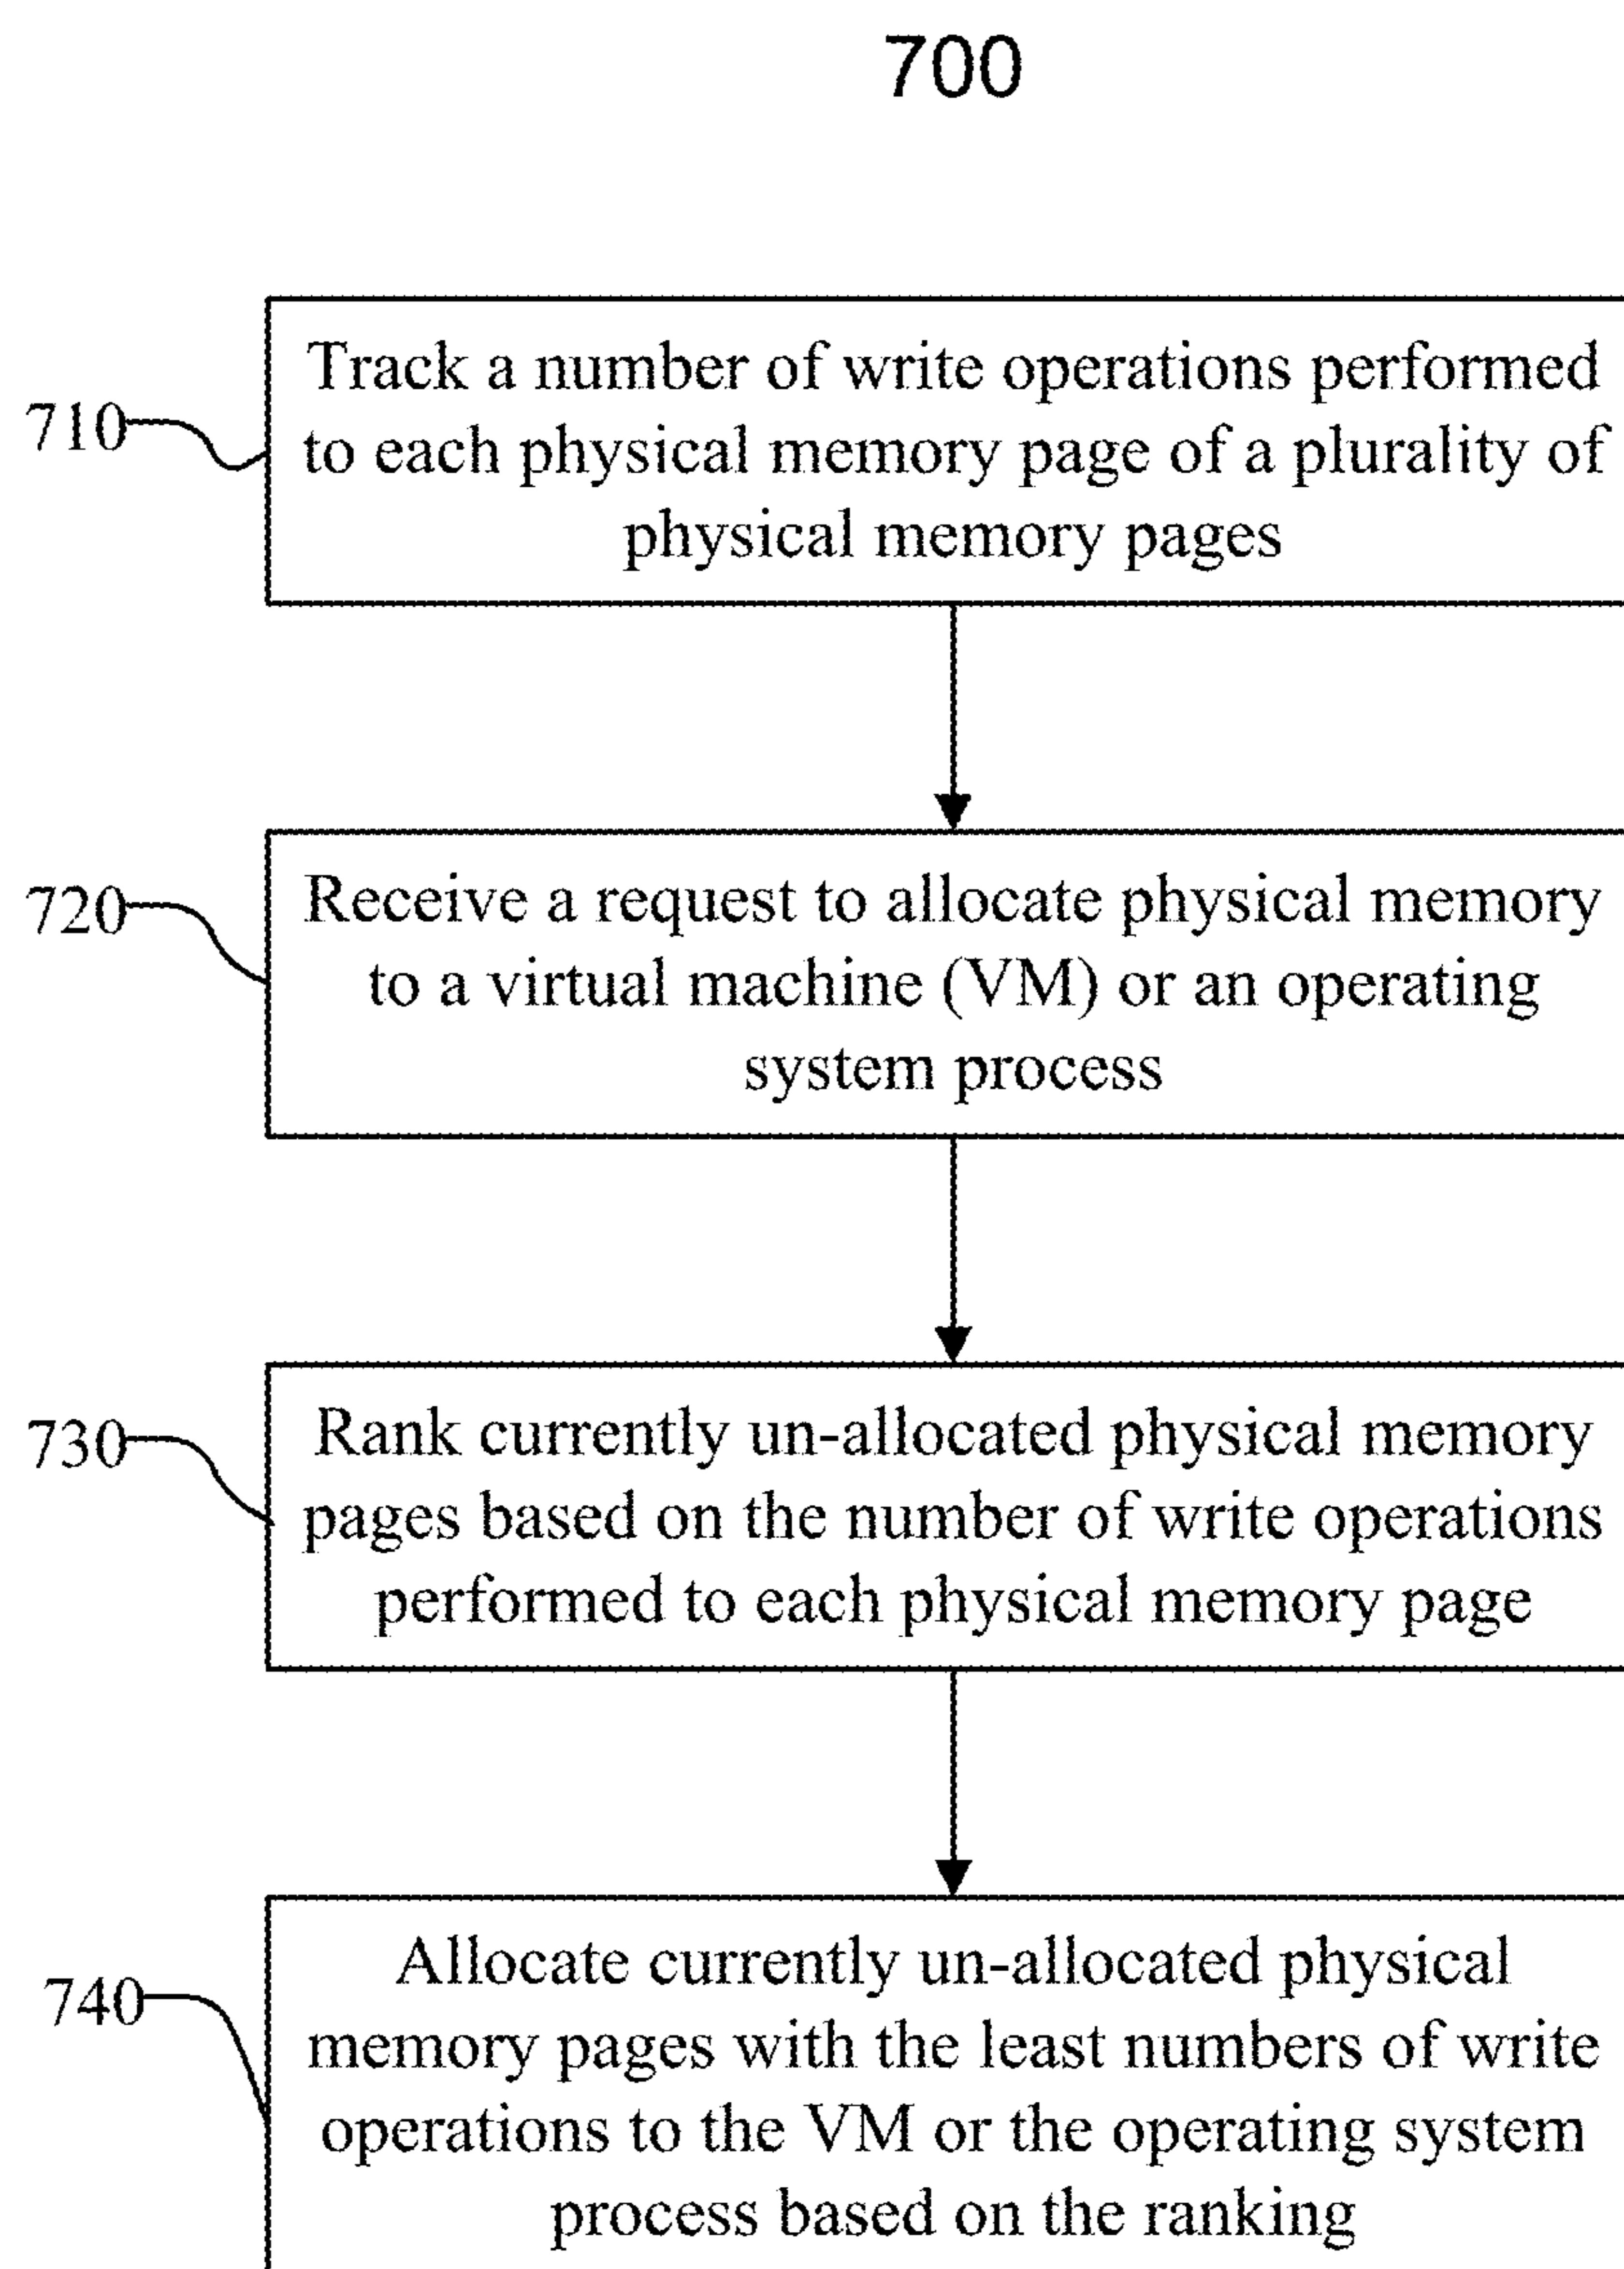 700
710
Track a number of write operations performed
to each physical memory page of a plurality of
physical memory pages
720
Receive a request to allocate physical memory
to a virtual machine (VM) or an operating
system process
730
Rank currently un-allocated physical memory
pages based on the number of write operations
performed to each physical memory page
740
Allocate currently un-allocated physical
memory pages with the least numbers of write
operations to the VM or the operating system
process based on the ranking